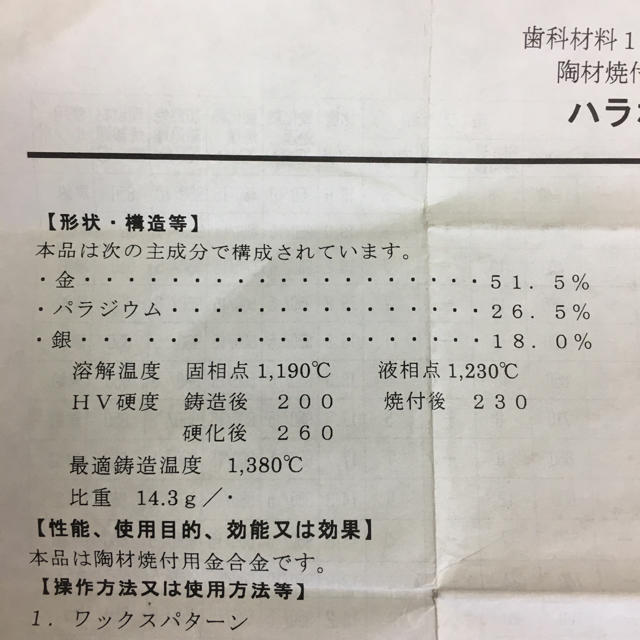 歯科材料１
陶材焼付
ハラ
【形状・構造等】
本品は次の主成分で構成されています。
・金・・・・・・・・・・・・・・・・・・５１．５％
・パラジウム・・・・・・・・・・・・・・２６．５％
・銀・・・・・・・・・・・・・・・・・・１８．０％
溶解温度　固相点 1,190℃　液相点 1,230℃
ＨＶ硬度　鋳造後　２００　焼付後　２３０
硬化後　２６０
最適鋳造温度　1,380℃
比重　14.3ｇ／・
【性能、使用目的、効能又は効果】
本品は陶材焼付用金合金です。
【操作方法又は使用方法等】
１．ワックスパターン